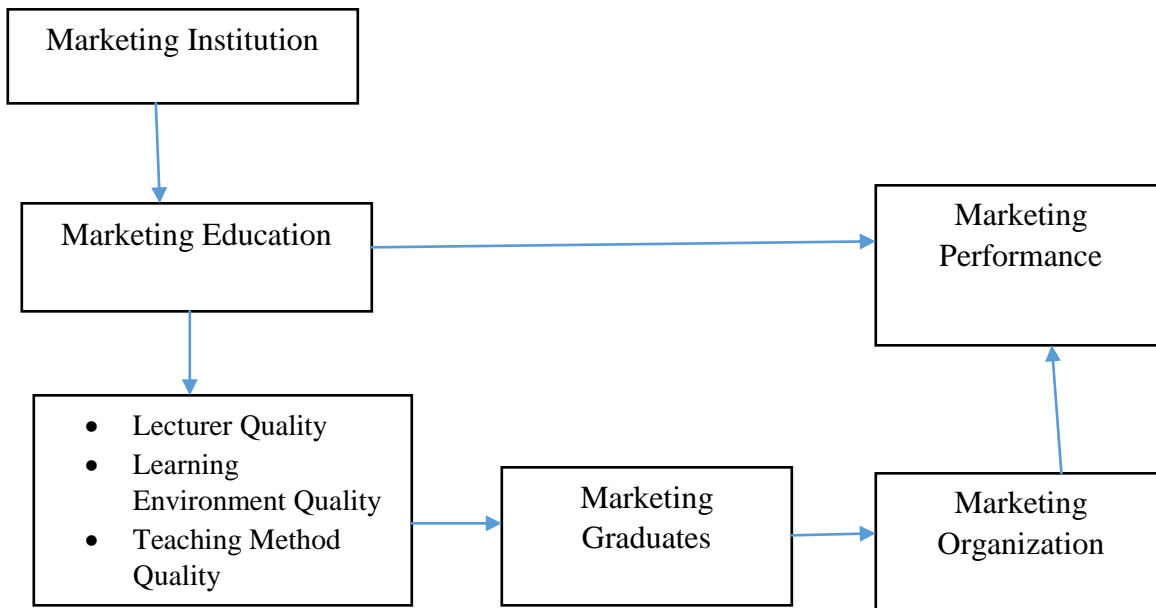 Marketing Institution
Marketing Education
Marketing
Performance
• Lecturer Quality
• Learning
Environment Quality
• Teaching Method
Quality
Marketing
Graduates
Marketing
Organization